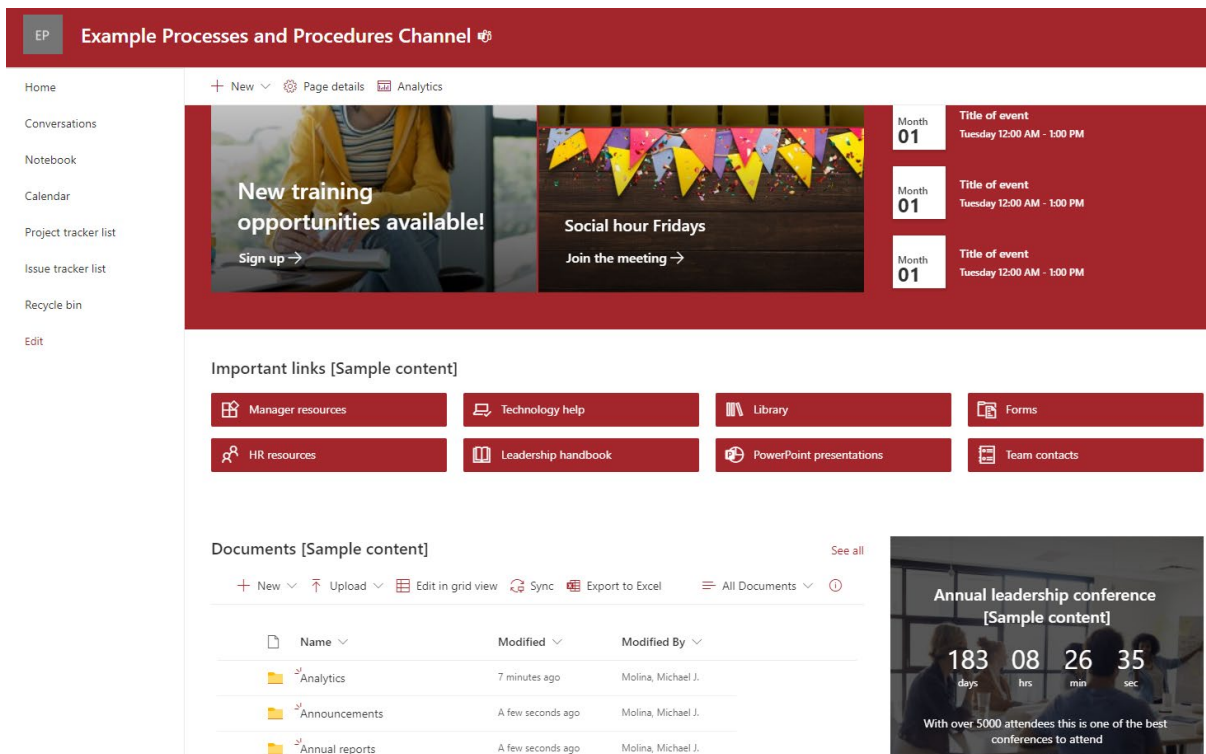 EP
Example Processes and Procedures Channel
Home
Conversations
Notebook
Calendar
Project tracker list
Issue tracker list
Recycle bin
Edit
New
Page details
Analytics
New training
opportunities available!
Sign up →
Social hour Fridays
Join the meeting →
Month
01
Title of event
Tuesday 12:00 AM - 1:00 PM
Month
01
Title of event
Tuesday 12:00 AM - 1:00 PM
Month
01
Title of event
Tuesday 12:00 AM - 1:00 PM
Important links [Sample content]
Manager resources
Technology help
Library
Forms
HR resources
Leadership handbook
PowerPoint presentations
Team contacts
Documents [Sample content]
See all
New
Upload
Edit in grid view
Sync
Export to Excel
All Documents
Name
Modified
Modified By
Analytics
7 minutes ago
Molina, Michael J.
Announcements
A few seconds ago
Molina, Michael J.
Annual reports
A few seconds ago
Molina, Michael J.
Annual leadership conference
[Sample content]
183 08 26 35
days hrs min sec
With over 5000 attendees this is one of the best
conferences to attend